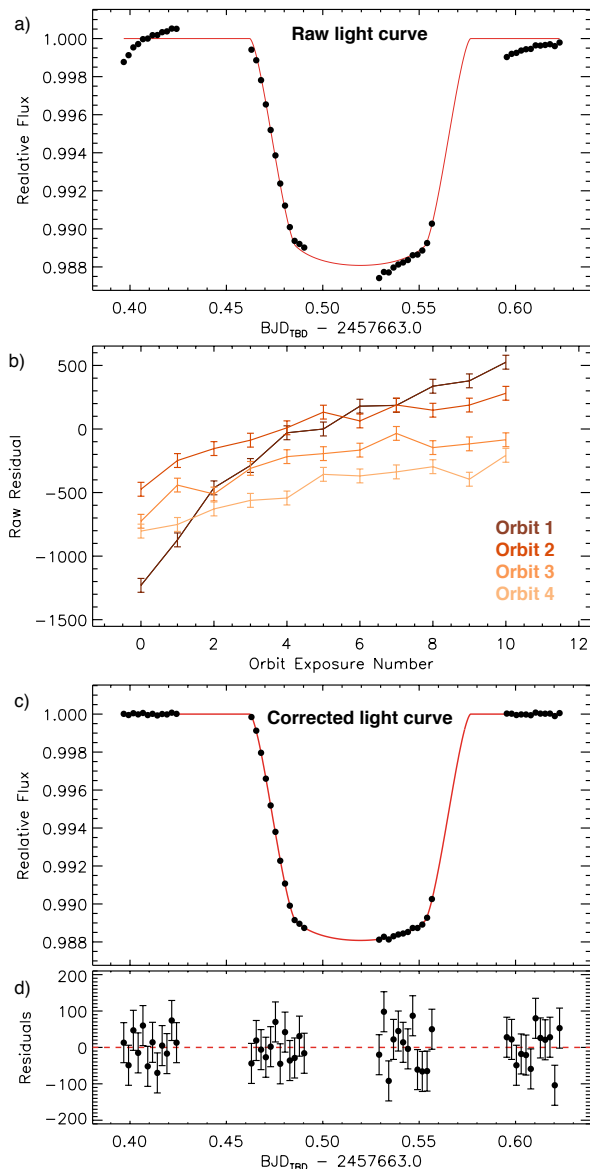 a)
Raw light curve
1.000
0.998
0.996
0.994
0.992
0.990
0.988
Realative Flux
0.40 0.45 0.50 0.55 0.60
BJD_TBD − 2457663.0
b)
500
0
−500
−1000
−1500
Raw Residual
Orbit 1
Orbit 2
Orbit 3
Orbit 4
0 2 4 6 8 10 12
Orbit Exposure Number
c)
Corrected light curve
1.000
0.998
0.996
0.994
0.992
0.990
0.988
Realative Flux
d)
200
100
0
−100
−200
Residuals
0.40 0.45 0.50 0.55 0.60
BJD_TBD − 2457663.0